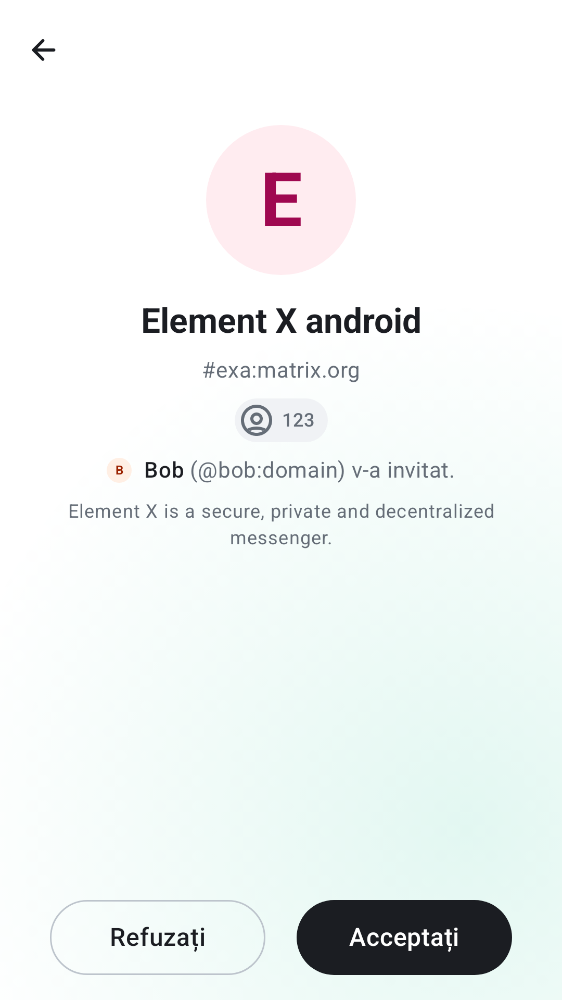 E
Element X android
#exa:matrix.org
123
B Bob (@bob:domain) v-a invitat.
Element X is a secure, private and decentralized
messenger.
Refuzați
Acceptați